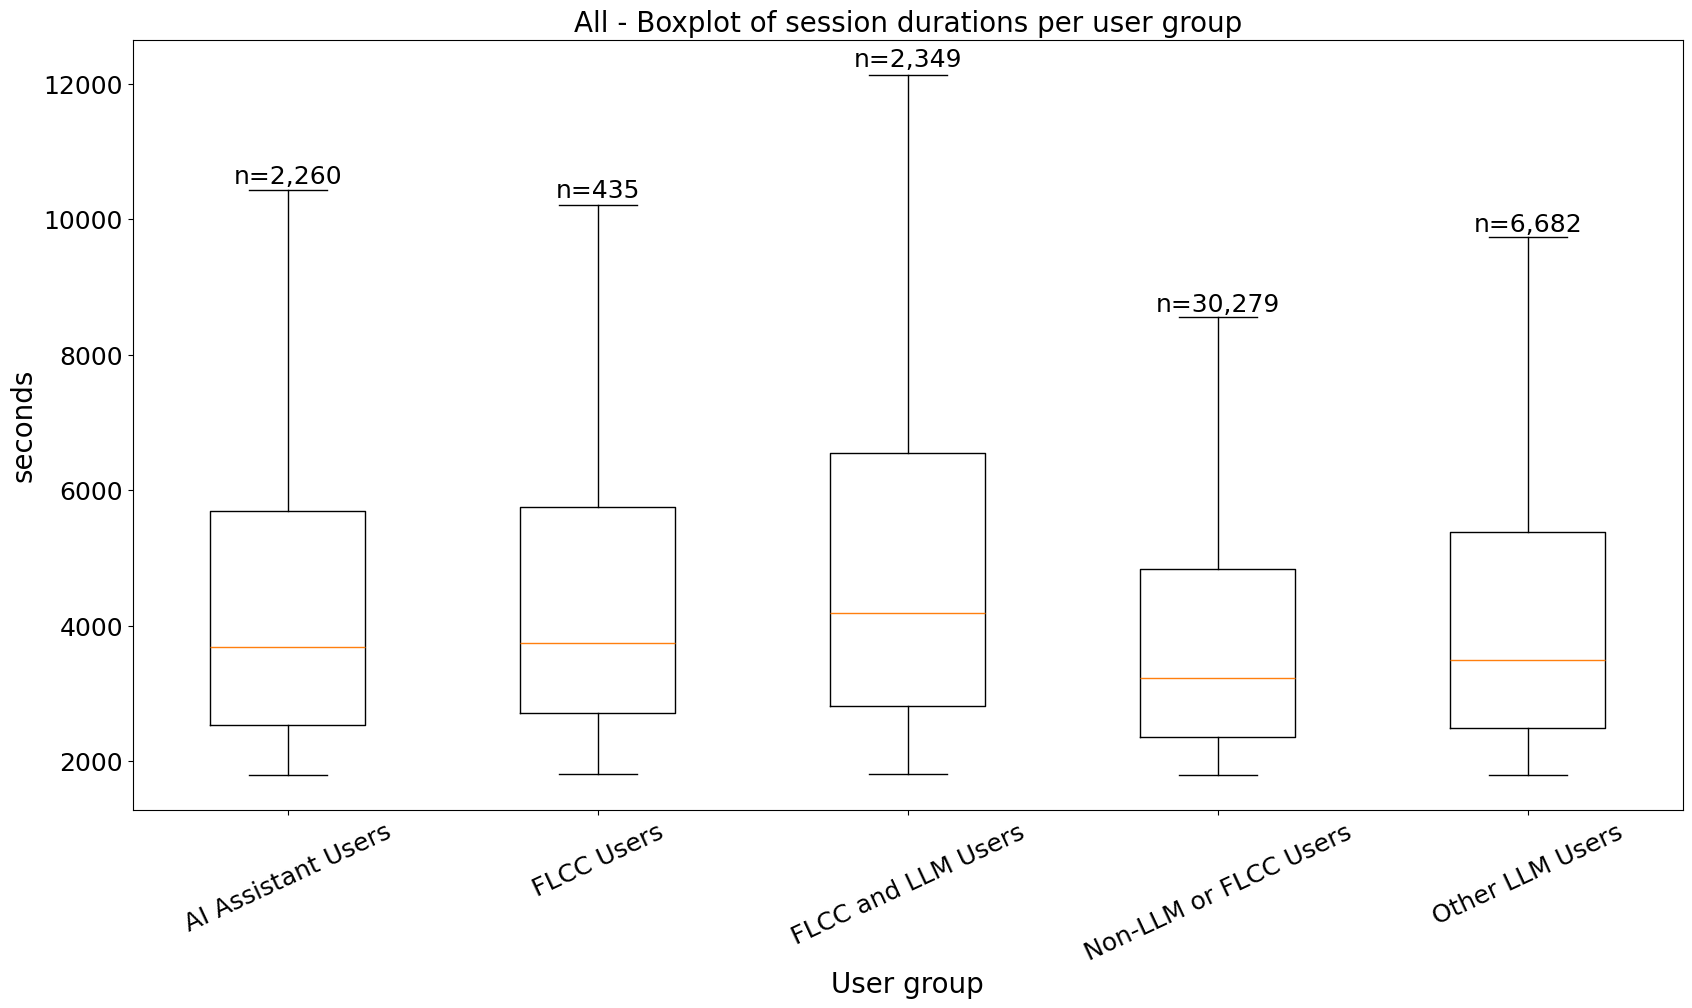 All - Boxplot of session durations per user group
n=2,349
12000
n=2,260
n=435
10000
n=6,682
n=30,279
8000
6000
4000
2000
seconds
AI Assistant Users
FLCC Users
FLCC and LLM Users
Non-LLM or FLCC Users
Other LLM Users
User group